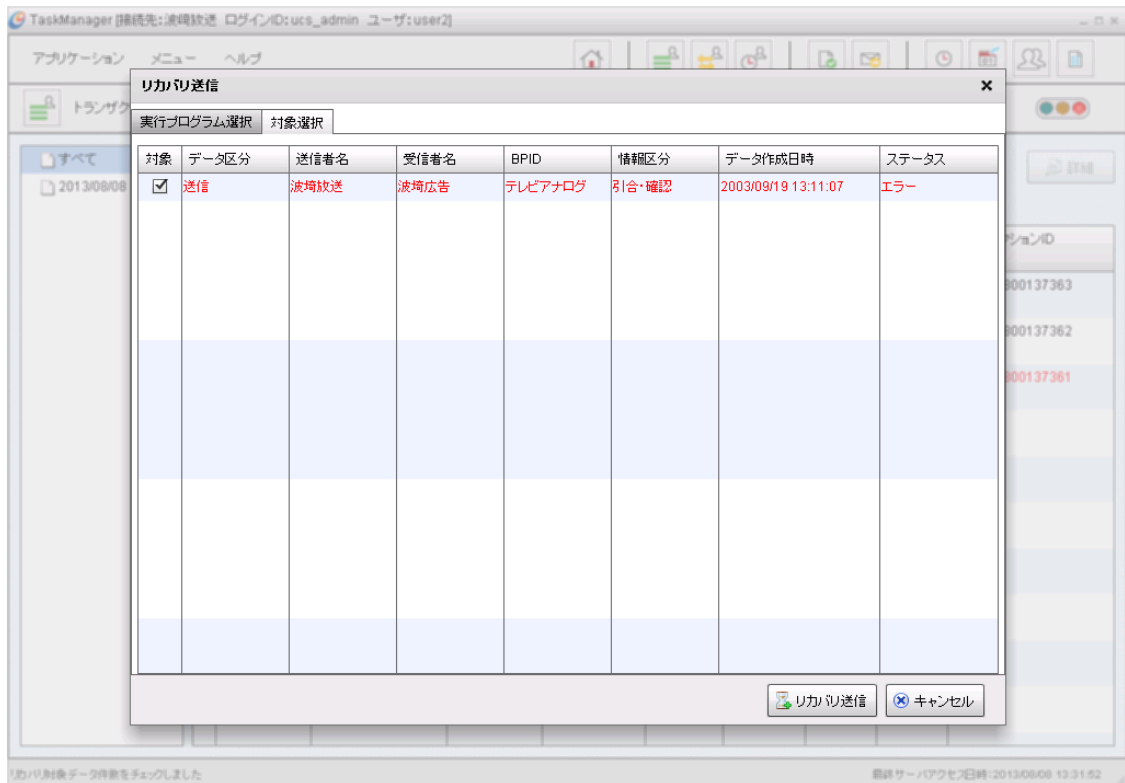 TaskManager [接続先:波崎放送 ログインID:ucs_admin ユーザ:user2]
アプリケーション メニュー ヘルプ
リカバリ送信
トランザク
実行プログラム選択 対象選択
すべて
2013/08/08
詳細
対象 データ区分 送信者名 受信者名 BPID 情報区分 データ作成日時 ステータス
送信 波埼放送 波埼広告 テレビアナログ 引合・確認 2003/09/19 13:11:07 エラー
ションID
800137363
800137362
800137361
リカバリ送信 キャンセル
リカバリ対象データ件数をチェックしました
最終サーバアクセス日時:2013/08/08 13:31:52